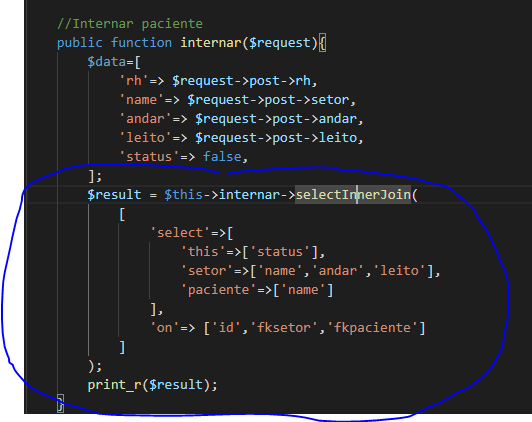 //Internar paciente
public function internar($request){
$data=[
'rh'=> $request->post->rh,
'name'=> $request->post->setor,
'andar'=> $request->post->andar,
'leito'=> $request->post->leito,
'status'=> false,
];
$result = $this->internar->selectInnerJoin(
[
'select'=>[
'this'=>['status'],
'setor'=>['name','andar','leito'],
'paciente'=>['name']
],
'on'=> ['id','fksetor','fkpaciente']
]
);
print_r($result);
}